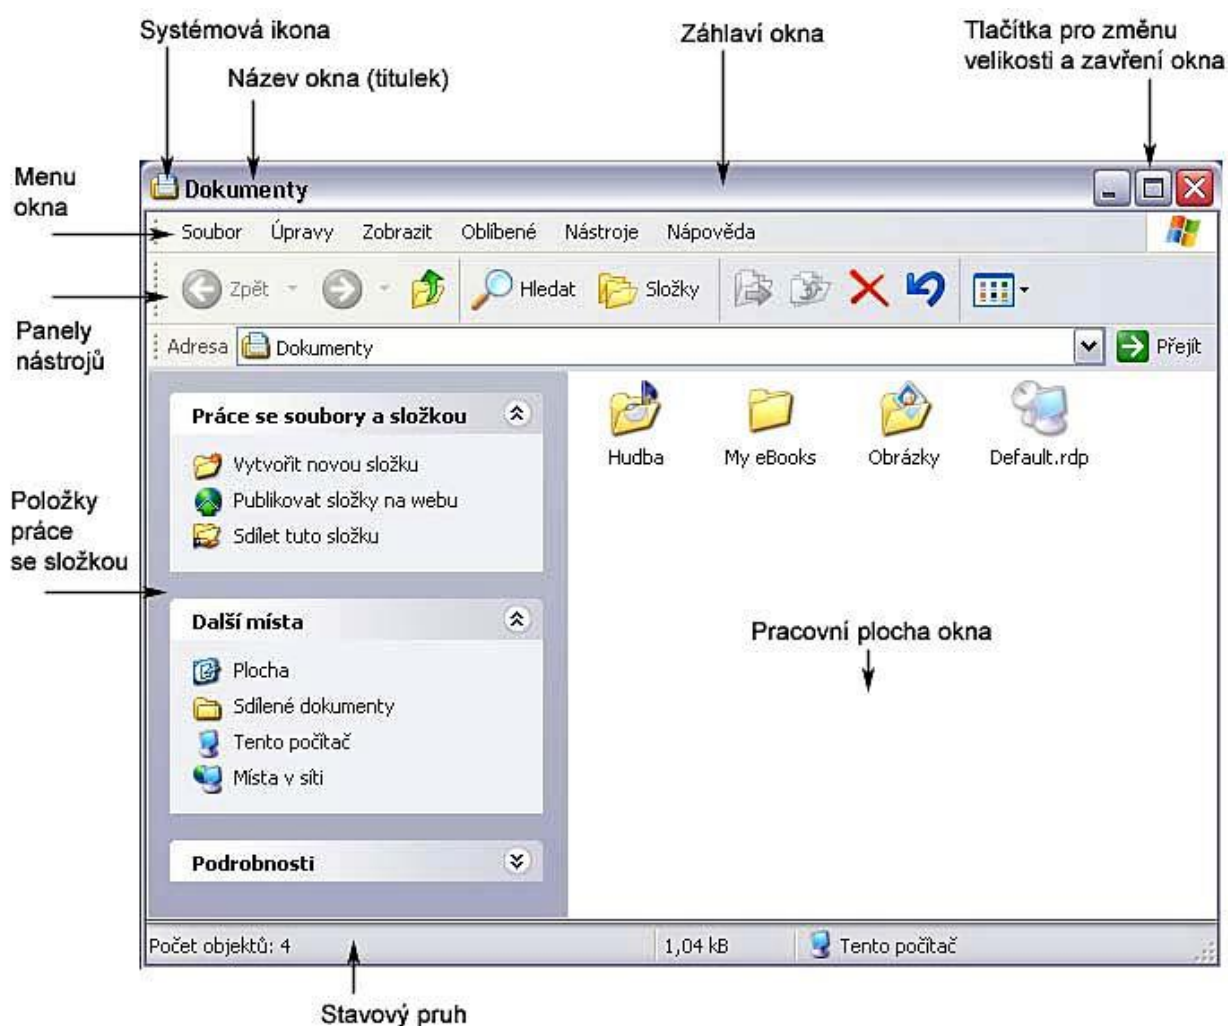 Systémová ikona
Název okna (titulek)
Záhlaví okna
Tlačítka pro změnu
velikosti a zavření okna
Menu
okna
Dokumenty
Soubor Úpravy Zobrazit Oblíbené Nástroje Nápověda
Zpět Hledat Složky
Panely
nástrojů
Adresa Dokumenty Přejít
Práce se soubory a složkou
Vytvořit novou složku
Publikovat složky na webu
Sdílet tuto složku
Hudba My eBooks Obrázky Default.rdp
Položky
práce
se složkou
Další místa
Plocha
Sdílené dokumenty
Tento počítač
Místa v síti
Pracovní plocha okna
Podrobnosti
Počet objektů: 4 1,04 kB Tento počítač
Stavový pruh